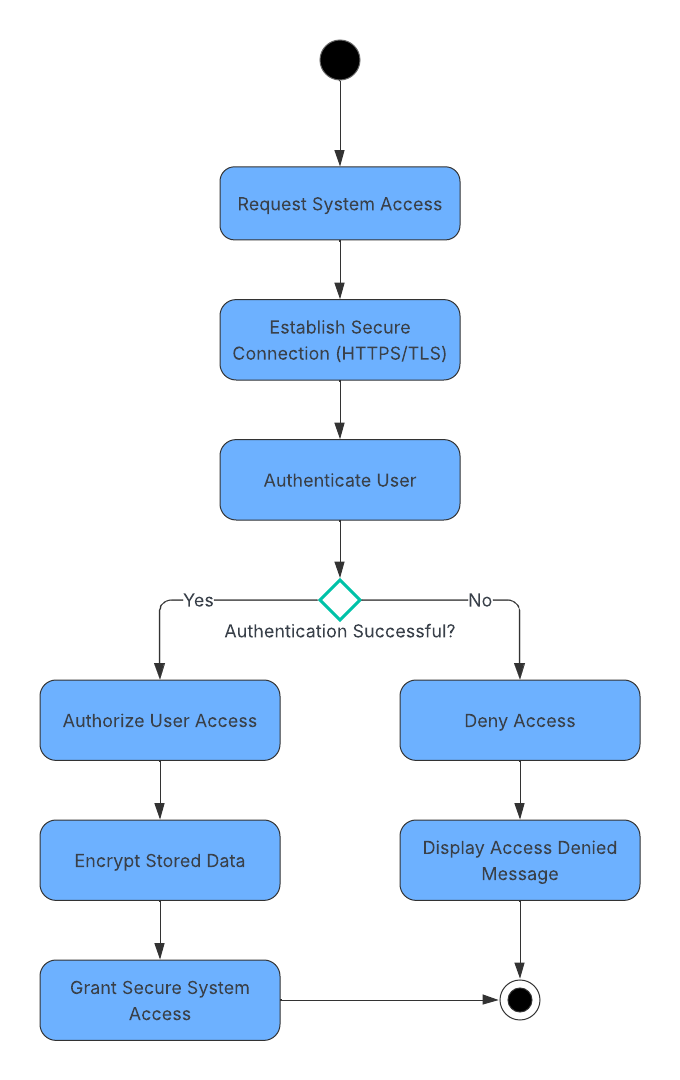 Request System Access
Establish Secure
Connection (HTTPS/TLS)
Authenticate User
Yes
No
Authentication Successful?
Authorize User Access
Deny Access
Encrypt Stored Data
Display Access Denied
Message
Grant Secure System
Access